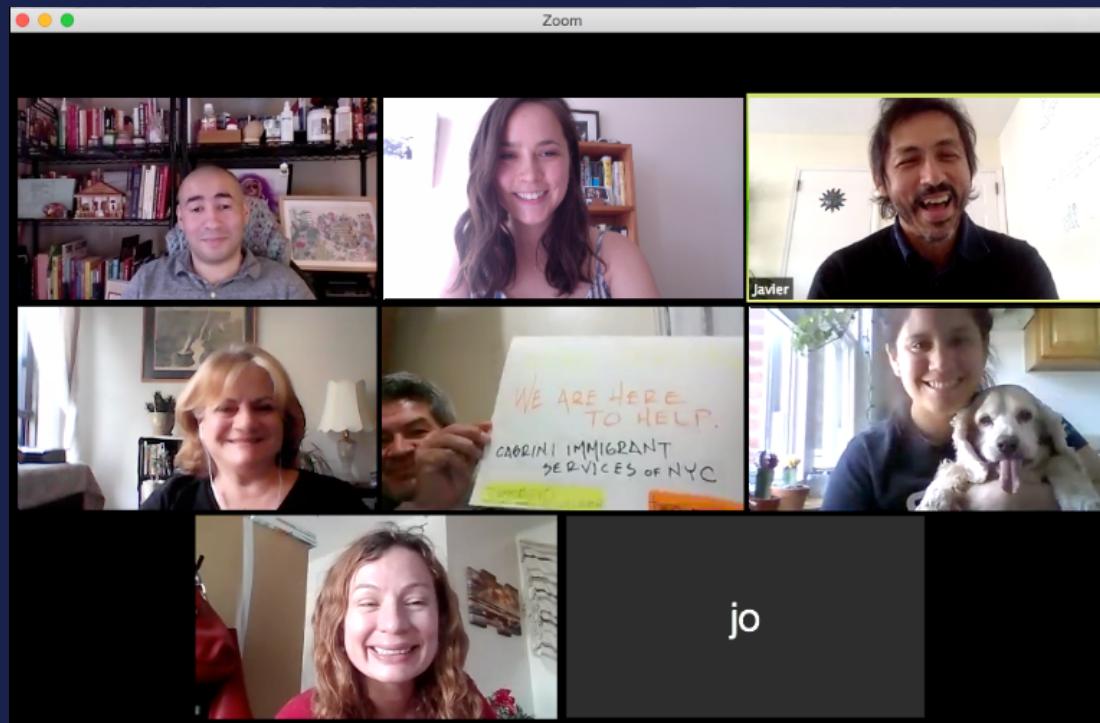 Zoom
Javier
WE ARE HERE
TO HELP.
CABRINI IMMIGRANT
SERVICES OF NYC
jo